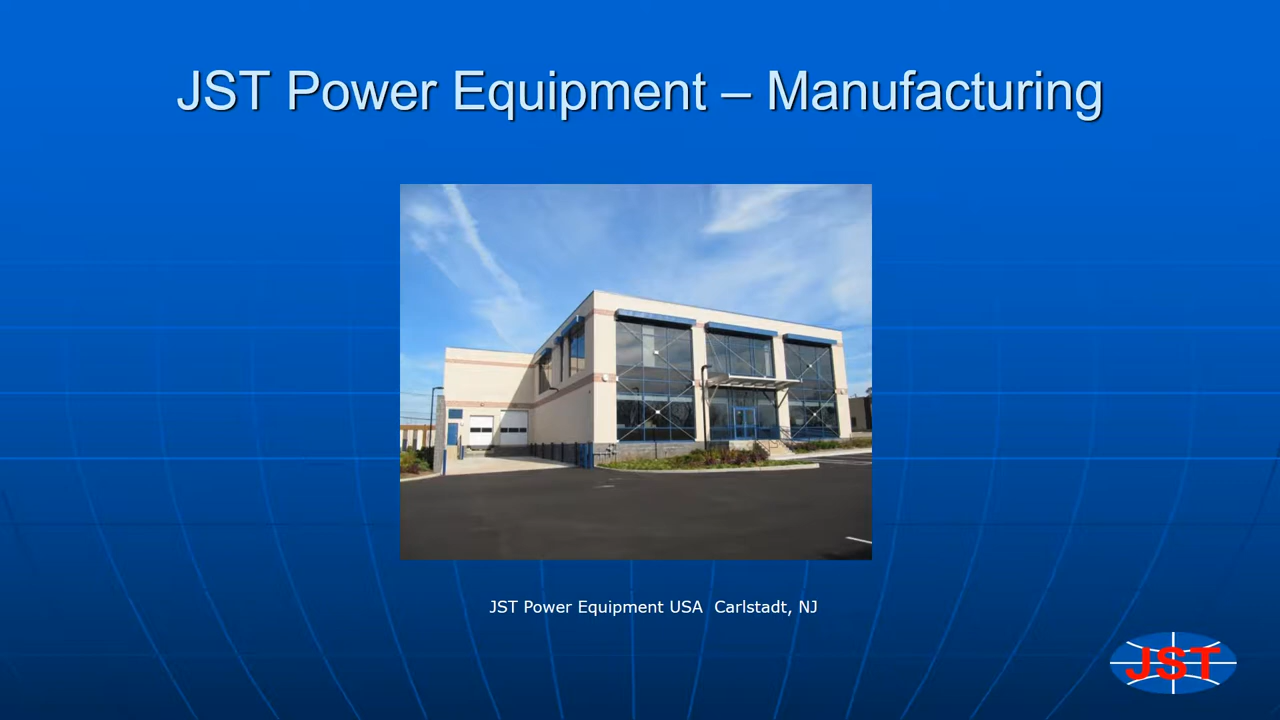 JST Power Equipment – Manufacturing
JST Power Equipment USA  Carlstadt, NJ
JST